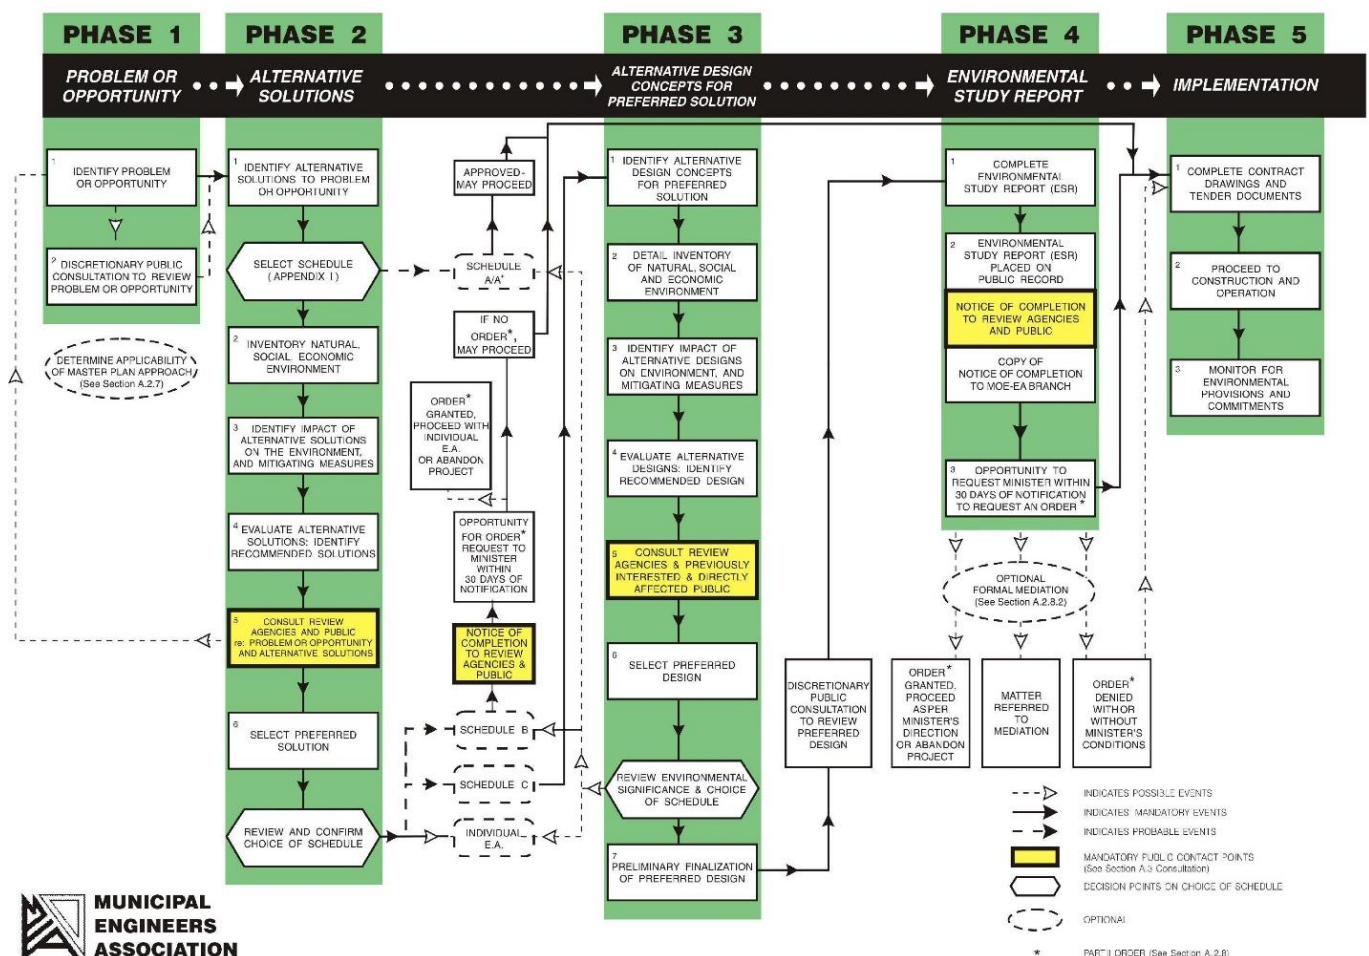 PHASE 1
PHASE 2
PHASE 3
PHASE 4
PHASE 5
PROBLEM OR
OPPORTUNITY
ALTERNATIVE
SOLUTIONS
ALTERNATIVE DESIGN
CONCEPTS FOR
PREFERRED SOLUTION
ENVIRONMENTAL
STUDY REPORT
IMPLEMENTATION
1
IDENTIFY PROBLEM
OR OPPORTUNITY
2
DISCRETIONARY PUBLIC
CONSULTATION TO REVIEW
PROBLEM OR OPPORTUNITY
DETERMINE APPLICABILITY
OF MASTER PLAN APPROACH
(See Section A.2.7)
1
IDENTIFY ALTERNATIVE
SOLUTIONS TO PROBLEM
OR OPPORTUNITY
SELECT SCHEDULE
(APPENDIX I)
2
INVENTORY NATURAL,
SOCIAL, ECONOMIC
ENVIRONMENT
3
IDENTIFY IMPACT OF
ALTERNATIVE SOLUTIONS
ON THE ENVIRONMENT,
AND MITIGATING MEASURES
4
EVALUATE ALTERNATIVE
SOLUTIONS: IDENTIFY
RECOMMENDED SOLUTIONS
5
CONSULT REVIEW
AGENCIES AND PUBLIC
re: PROBLEM OR OPPORTUNITY
AND ALTERNATIVE SOLUTIONS
6
SELECT PREFERRED
SOLUTION
REVIEW AND CONFIRM
CHOICE OF SCHEDULE
APPROVED-
MAY PROCEED
SCHEDULE
A/A+
IF NO
ORDER*,
MAY PROCEED
ORDER*
GRANTED,
PROCEED WITH
INDIVIDUAL
E.A.
OR ABANDON
PROJECT
OPPORTUNITY
FOR ORDER*
REQUEST TO
MINISTER
WITHIN
30 DAYS OF
NOTIFICATION
NOTICE OF
COMPLETION
TO REVIEW
AGENCIES &
PUBLIC
SCHEDULE B
SCHEDULE C
INDIVIDUAL
E.A.
1
IDENTIFY ALTERNATIVE
DESIGN CONCEPTS
FOR PREFERRED
SOLUTION
2
DETAIL INVENTORY
OF NATURAL, SOCIAL
AND ECONOMIC
ENVIRONMENT
3
IDENTIFY IMPACT OF
ALTERNATIVE DESIGNS
ON ENVIRONMENT, AND
MITIGATING MEASURES
4
EVALUATE ALTERNATIVE
DESIGNS: IDENTIFY
RECOMMENDED DESIGN
5
CONSULT REVIEW
AGENCIES & PREVIOUSLY
INTERESTED & DIRECTLY
AFFECTED PUBLIC
6
SELECT PREFERRED
DESIGN
REVIEW ENVIRONMENTAL
SIGNIFICANCE & CHOICE
OF SCHEDULE
7
PRELIMINARY FINALIZATION
OF PREFERRED DESIGN
DISCRETIONARY
PUBLIC
CONSULTATION
TO REVIEW
PREFERRED
DESIGN
1
COMPLETE
ENVIRONMENTAL
STUDY REPORT (ESR)
2
ENVIRONMENTAL
STUDY REPORT (ESR)
PLACED ON
PUBLIC RECORD
NOTICE OF COMPLETION
TO REVIEW AGENCIES
AND PUBLIC
COPY OF
NOTICE OF COMPLETION
TO MOE-EA BRANCH
3
OPPORTUNITY TO
REQUEST MINISTER WITHIN
30 DAYS OF NOTIFICATION
TO REQUEST AN ORDER*
OPTIONAL
FORMAL MEDIATION
(See Section A.2.8.2)
ORDER*
GRANTED,
PROCEED
AS PER
MINISTER'S
DIRECTION
OR ABANDON
PROJECT
MATTER
REFERRED
TO
MEDIATION
ORDER*
DENIED
WITH OR
WITHOUT
MINISTER'S
CONDITIONS
1
COMPLETE CONTRACT
DRAWINGS AND
TENDER DOCUMENTS
2
PROCEED TO
CONSTRUCTION AND
OPERATION
3
MONITOR FOR
ENVIRONMENTAL
PROVISIONS AND
COMMITMENTS
INDICATES POSSIBLE EVENTS
INDICATES MANDATORY EVENTS
INDICATES PROBABLE EVENTS
MANDATORY PUBLIC CONTACT POINTS
(See Section A.3 Consultation)
DECISION POINTS ON CHOICE OF SCHEDULE
OPTIONAL
* PART II ORDER (See Section A.2.8)
MUNICIPAL
ENGINEERS
ASSOCIATION